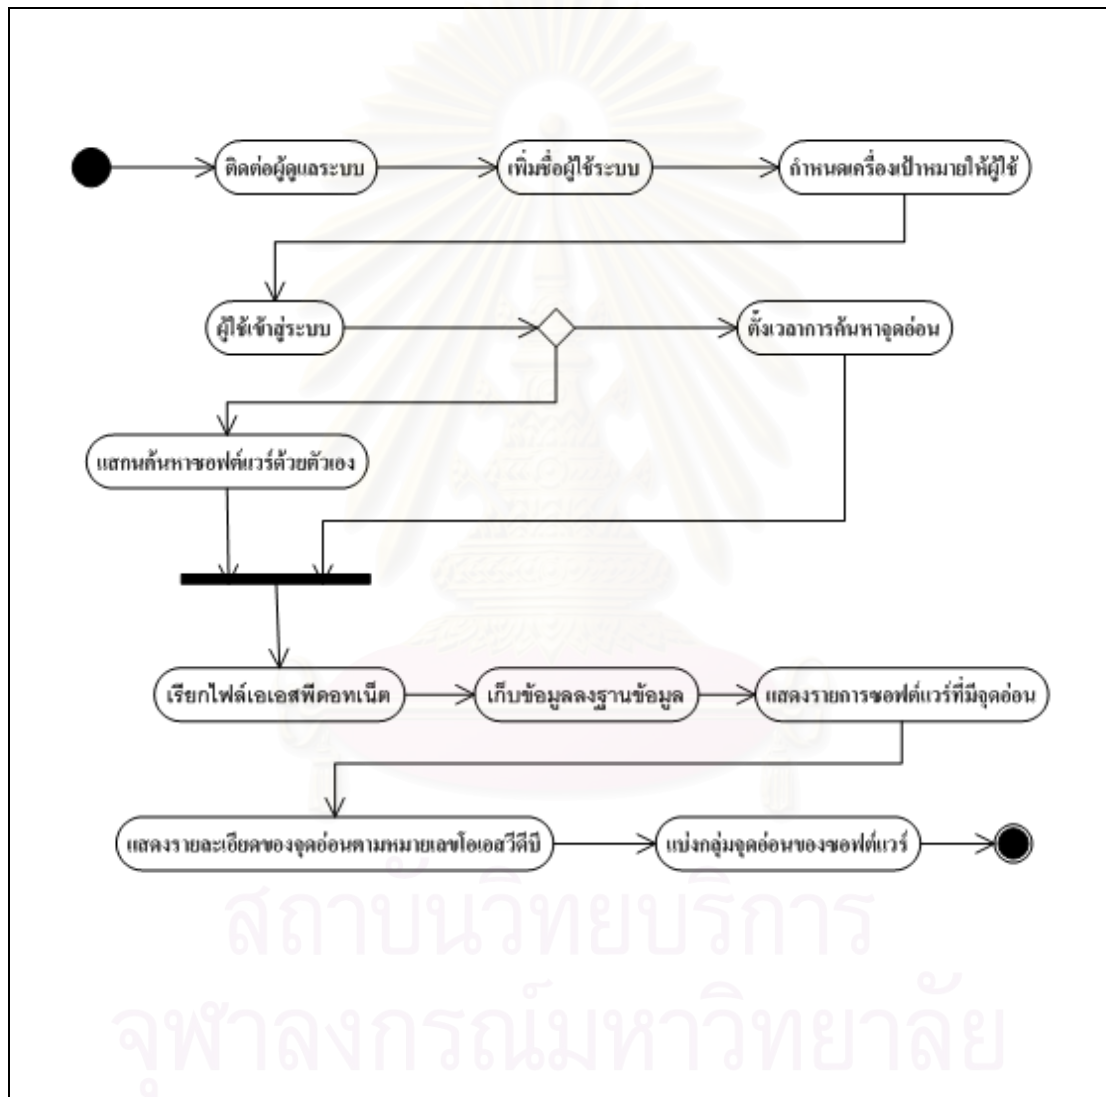 ติดต่อผู้ดูแลระบบ
เพิ่มชื่อผู้ใช้ระบบ
กำหนดเครื่องเป้าหมายให้ผู้ใช้
ผู้ใช้เข้าสู่ระบบ
ตั้งเวลาการค้นหาจุดอ่อน
แสกนค้นหาซอฟต์แวร์ด้วยตัวเอง
เรียกไฟล์เอเอสพีดอทเน็ต
เก็บข้อมูลลงฐานข้อมูล
แสดงรายการซอฟต์แวร์ที่มีจุดอ่อน
แสดงรายละเอียดของจุดอ่อนตามหมายเลขโอเอสวีดีบี
แบ่งกลุ่มจุดอ่อนของซอฟต์แวร์
สถาบันวิทยบริการ
จุฬาลงกรณ์มหาวิทยาลัย